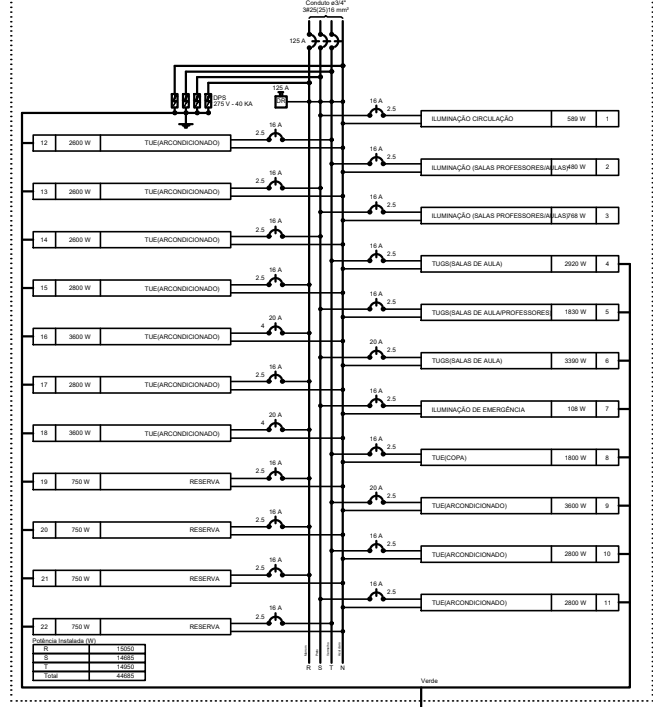 Conduto ø3/4"
3#25(25)16 mm²
125 A
DPS
275 V - 40 KA
125 A
DR
16 A
2.5
ILUMINAÇÃO CIRCULAÇÃO 589 W 1
16 A
2.5
ILUMINAÇÃO (SALAS PROFESSORES/AULAS) 480 W 2
16 A
2.5
ILUMINAÇÃO (SALAS PROFESSORES/AULAS) 768 W 3
16 A
2.5
TUGS(SALAS DE AULA) 2920 W 4
16 A
2.5
TUGS(SALAS DE AULA/PROFESSORES 1830 W 5
20 A
2.5
TUGS(SALAS DE AULA) 3390 W 6
16 A
2.5
ILUMINAÇÃO DE EMERGÊNCIA 108 W 7
16 A
2.5
TUE(COPA) 1800 W 8
20 A
2.5
TUE(ARCONDICIONADO) 3600 W 9
16 A
2.5
TUE(ARCONDICIONADO) 2800 W 10
16 A
2.5
TUE(ARCONDICIONADO) 2800 W 11
12 2600 W TUE(ARCONDICIONADO)
2.5
16 A
13 2600 W TUE(ARCONDICIONADO)
2.5
16 A
14 2600 W TUE(ARCONDICIONADO)
2.5
16 A
15 2800 W TUE(ARCONDICIONADO)
2.5
16 A
16 3600 W TUE(ARCONDICIONADO)
4
20 A
17 2800 W TUE(ARCONDICIONADO)
2.5
16 A
18 3600 W TUE(ARCONDICIONADO)
4
20 A
19 750 W RESERVA
2.5
16 A
20 750 W RESERVA
2.5
16 A
21 750 W RESERVA
2.5
16 A
22 750 W RESERVA
2.5
16 A
Potência Instalada (W)
R 15050
S 14685
T 14950
Total 44685
R S T N
Verde